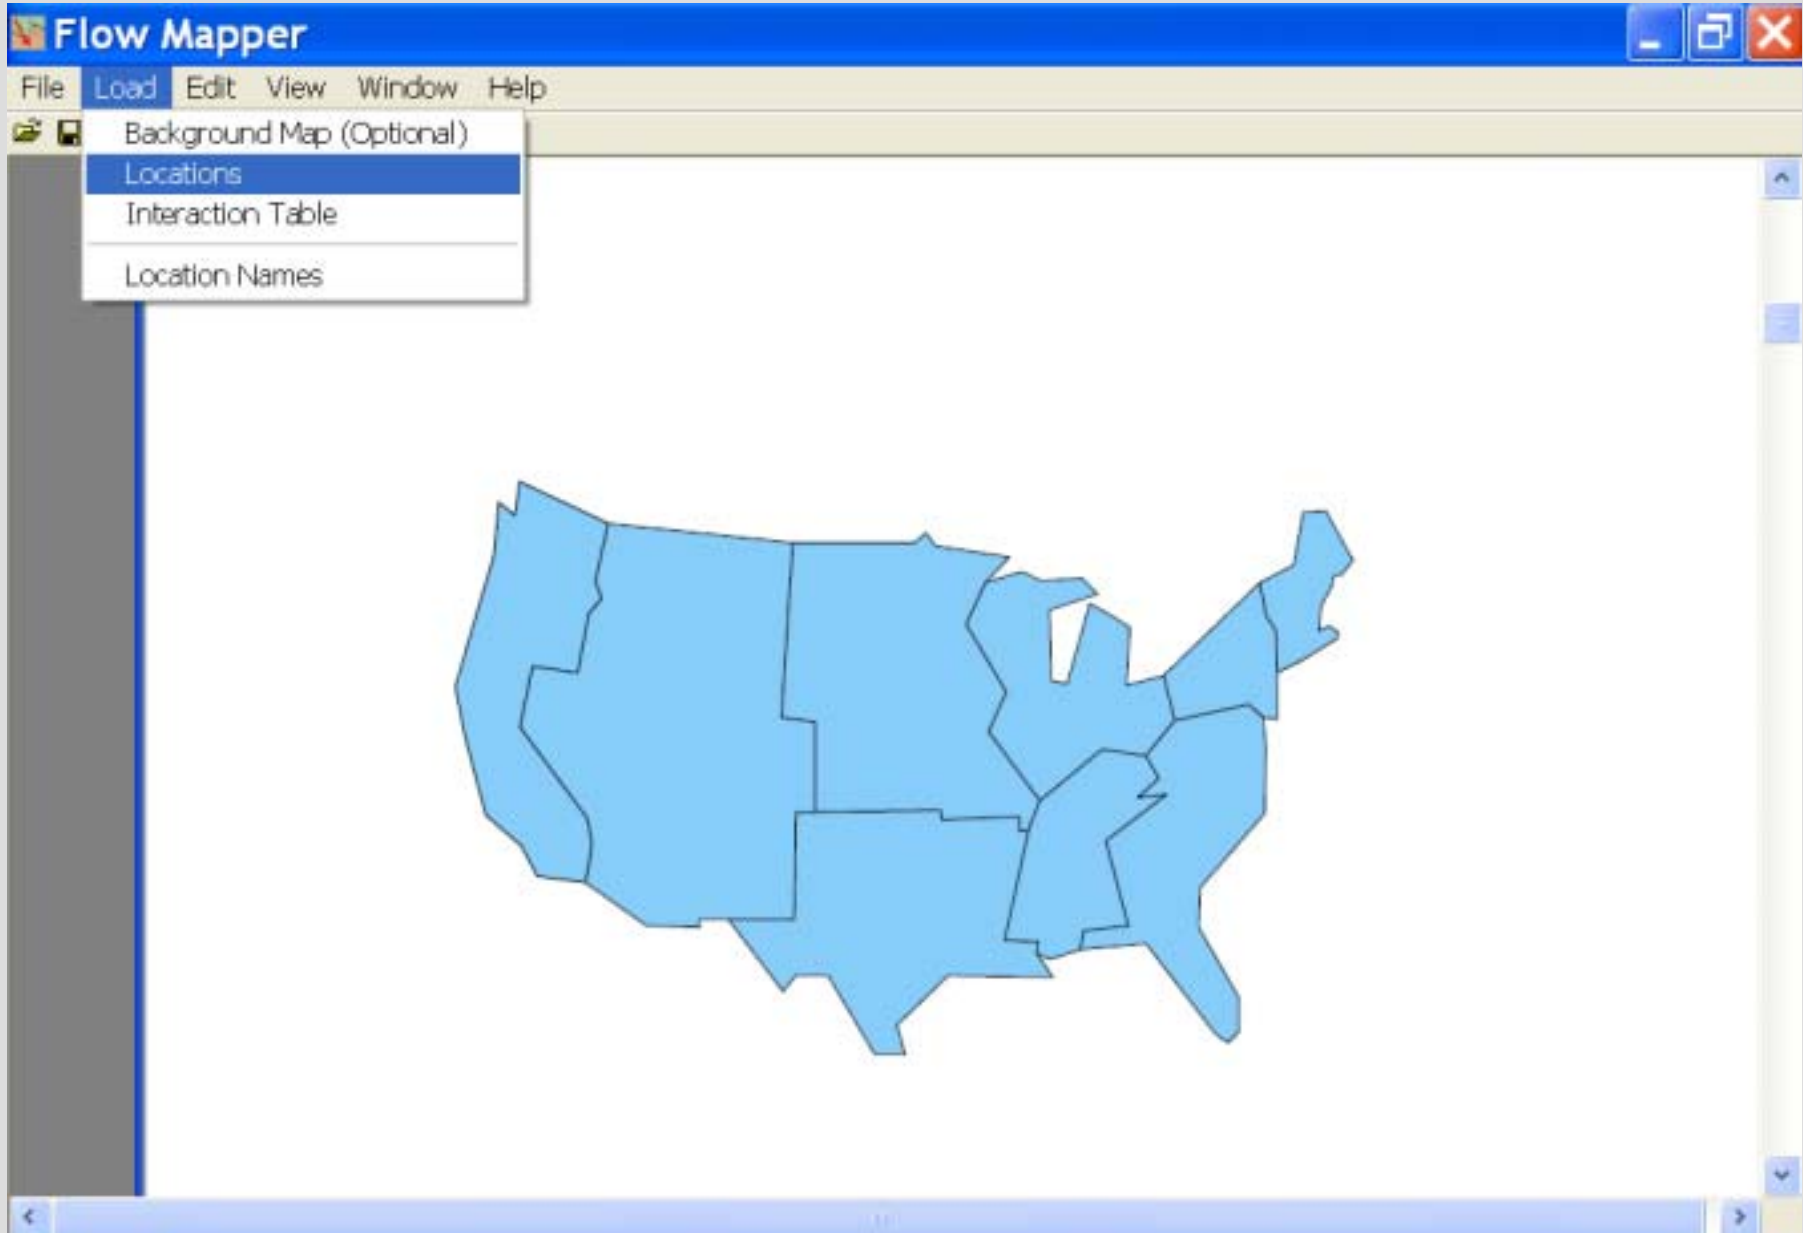 Flow Mapper
File Load Edit View Window Help
Background Map (Optional)
Locations
Interaction Table
Location Names